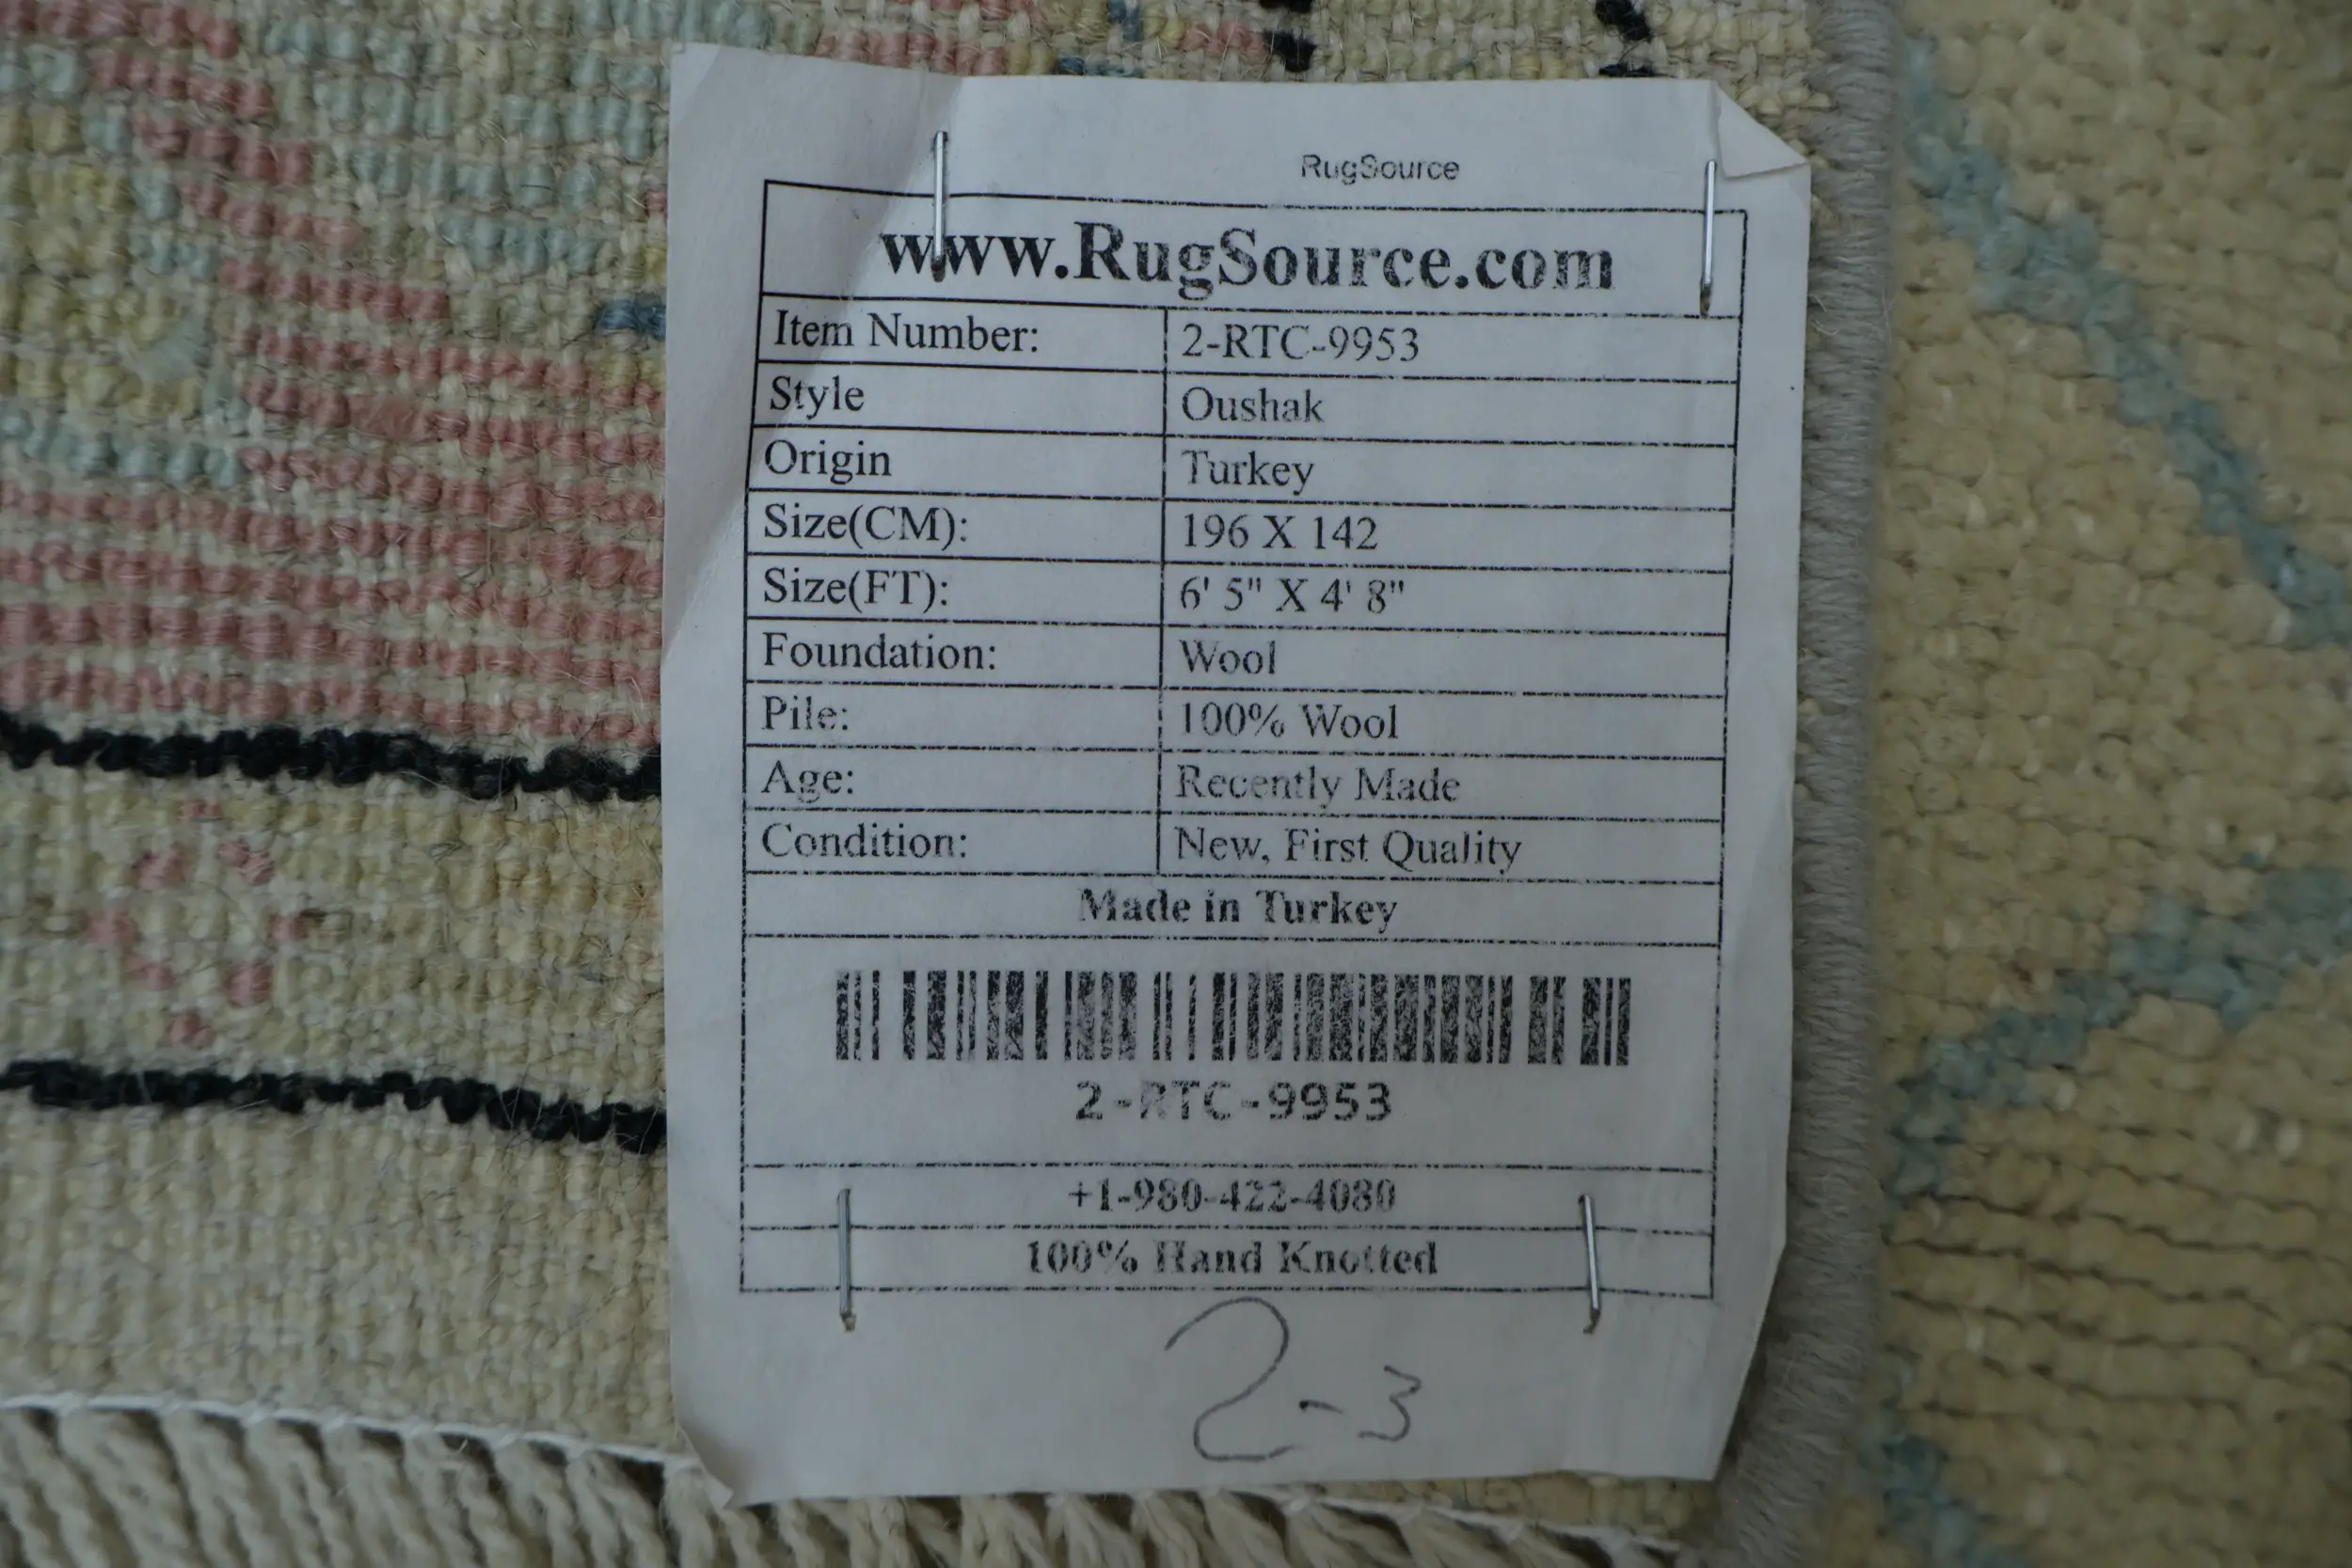 RugSource
www.RugSource.com
Item Number: 2-RTC-9953
Style Oushak
Origin Turkey
Size(CM): 196 X 142
Size(FT): 6' 5" X 4' 8"
Foundation: Wool
Pile: 100% Wool
Age: Recently Made
Condition: New, First Quality
Made in Turkey
2-RTC-9953
+1-980-422-4080
100% Hand Knotted
2-3